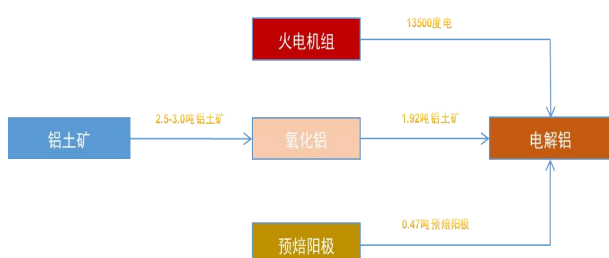 火电机组
13500度电
铝土矿
2.5-3.0吨铝土矿
氧化铝
1.92吨铝土矿
电解铝
预焙阳极
0.47吨预焙阳极